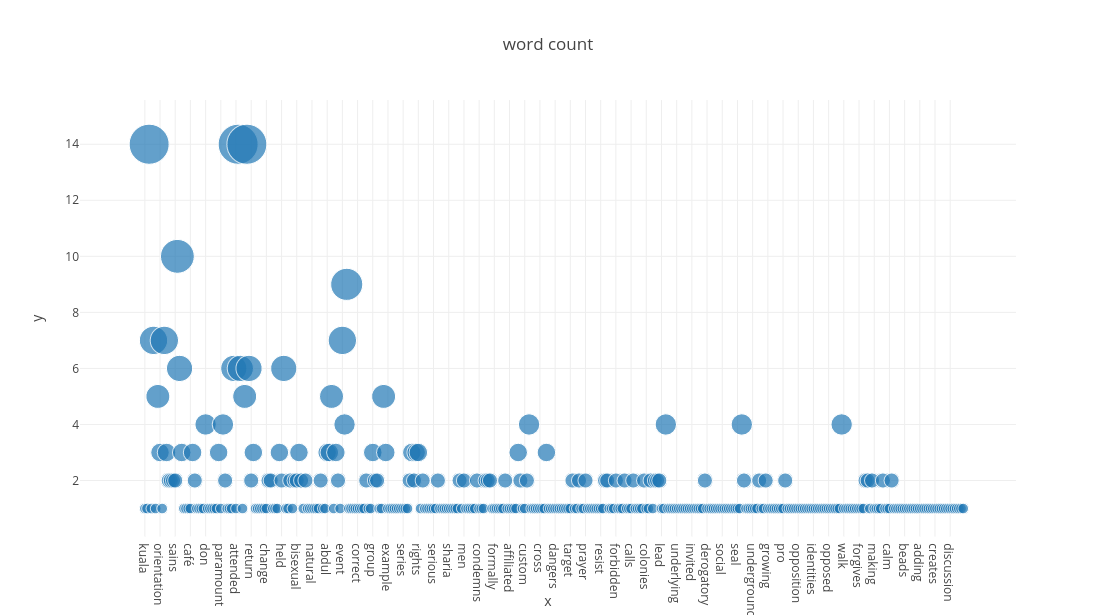 word count
14
12
10
8
6
4
2
y
kuala
orientation
sains
café
don
paramount
attended
return
change
held
bisexual
natural
abdul
event
correct
group
example
series
rights
serious
sharia
men
condemns
formally
affiliated
custom
cross
dangers
target
prayer
resist
forbidden
calls
colonies
lead
underlying
invited
derogatory
social
seal
underground
growing
pro
opposition
identities
opposed
walk
forgives
making
calm
beads
adding
creates
discussion
x